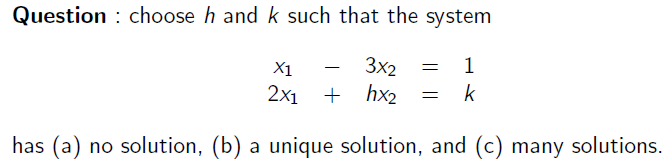 Question : choose h and k such that the system
x₁ − 3x₂ = 1
2x₁ + hx₂ = k
has (a) no solution, (b) a unique solution, and (c) many solutions.